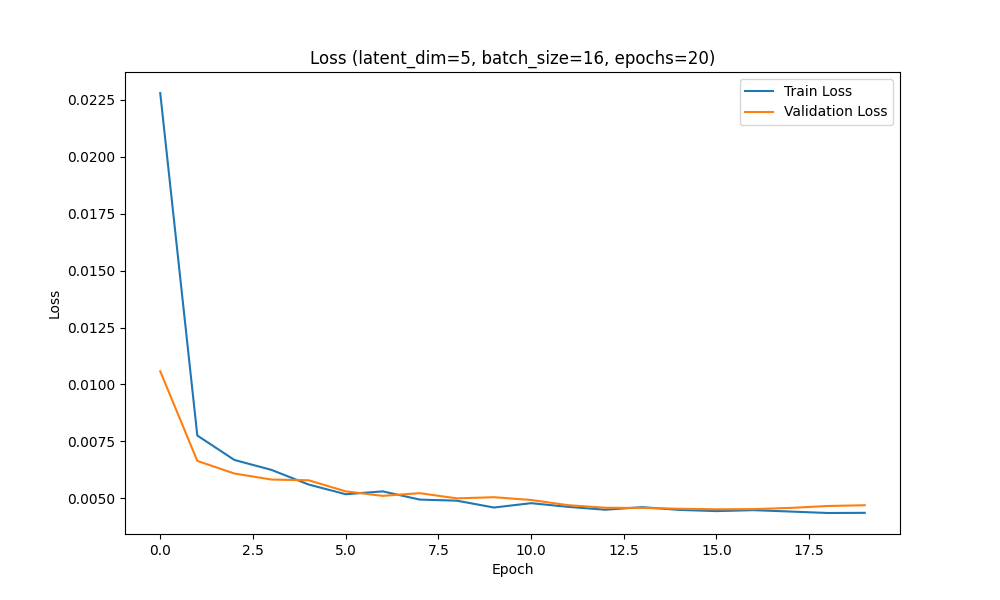 Loss (latent_dim=5, batch_size=16, epochs=20)
Train Loss
Validation Loss
0.0225
0.0200
0.0175
0.0150
0.0125
0.0100
0.0075
0.0050
Loss
0.0 2.5 5.0 7.5 10.0 12.5 15.0 17.5
Epoch